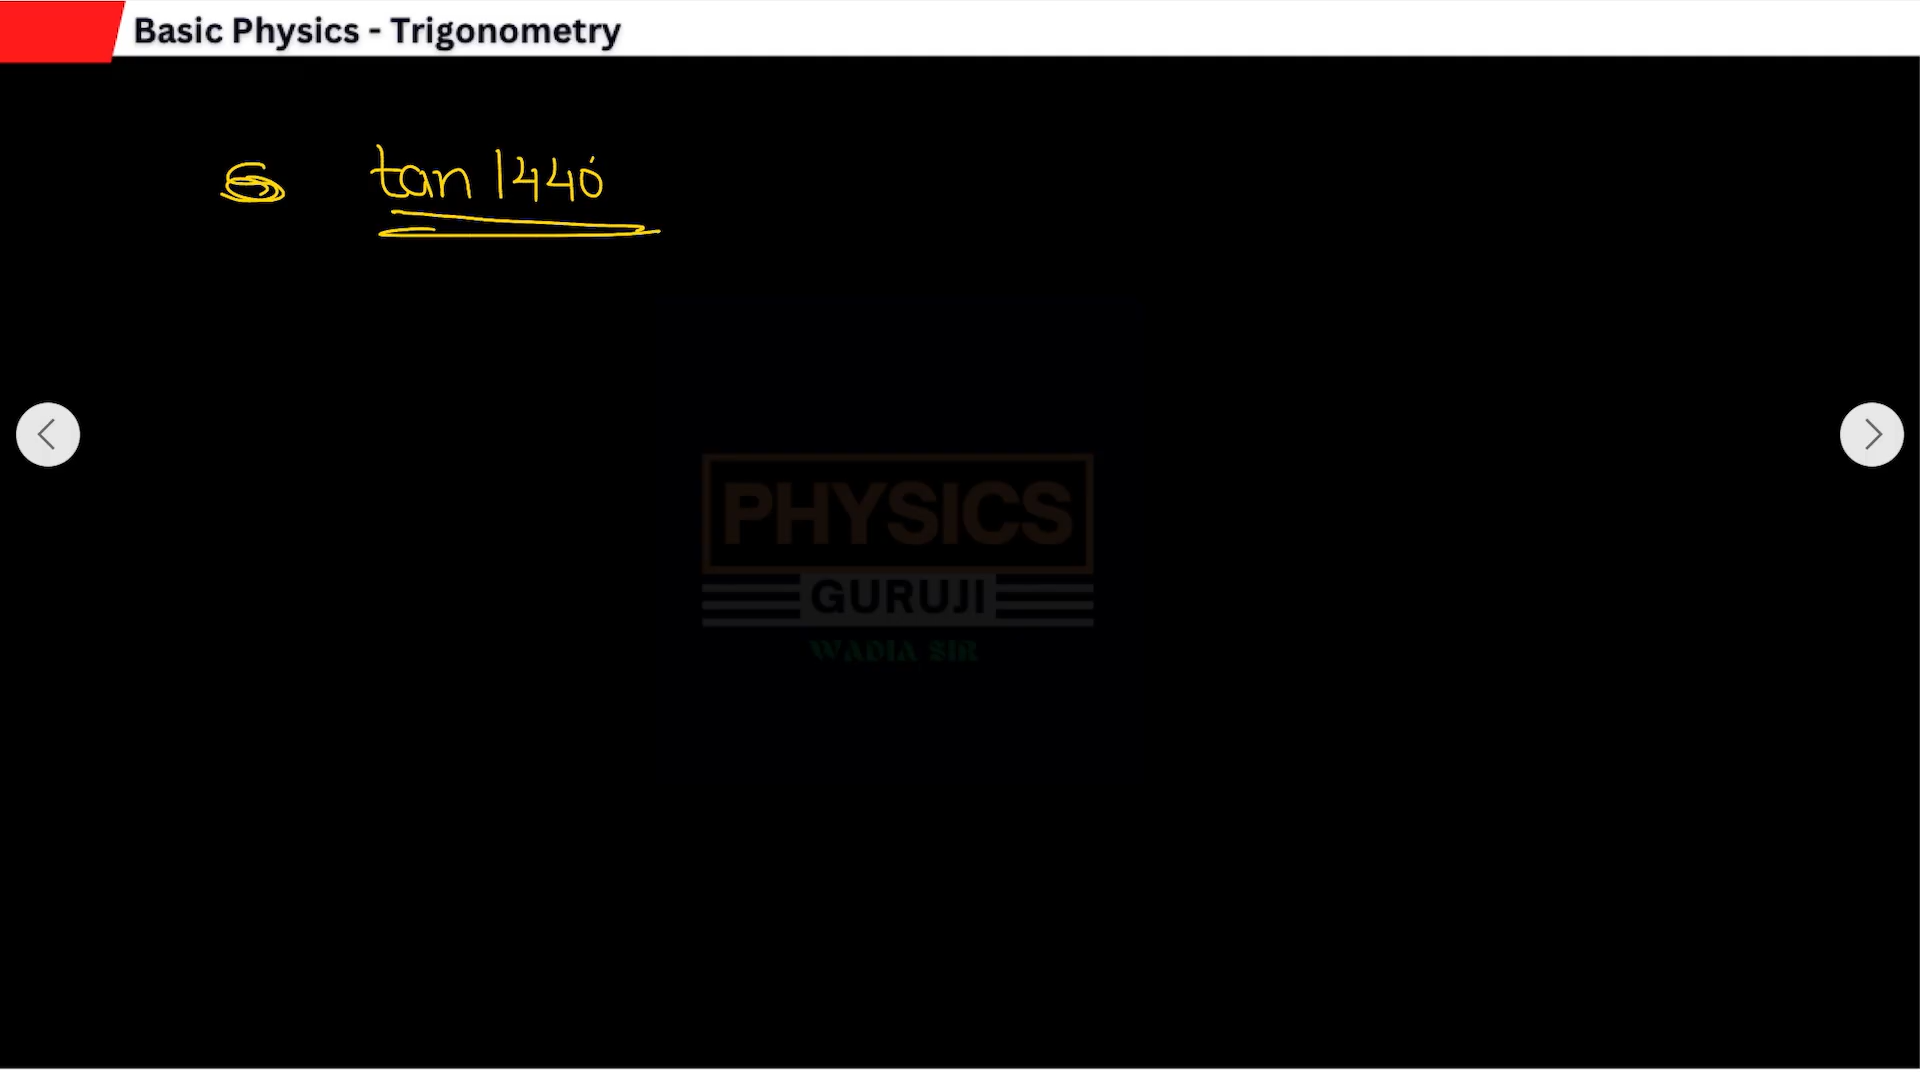 Basic Physics - Trigonometry
tan 1440°
PHYSICS
GURUJI
WADIA SIR